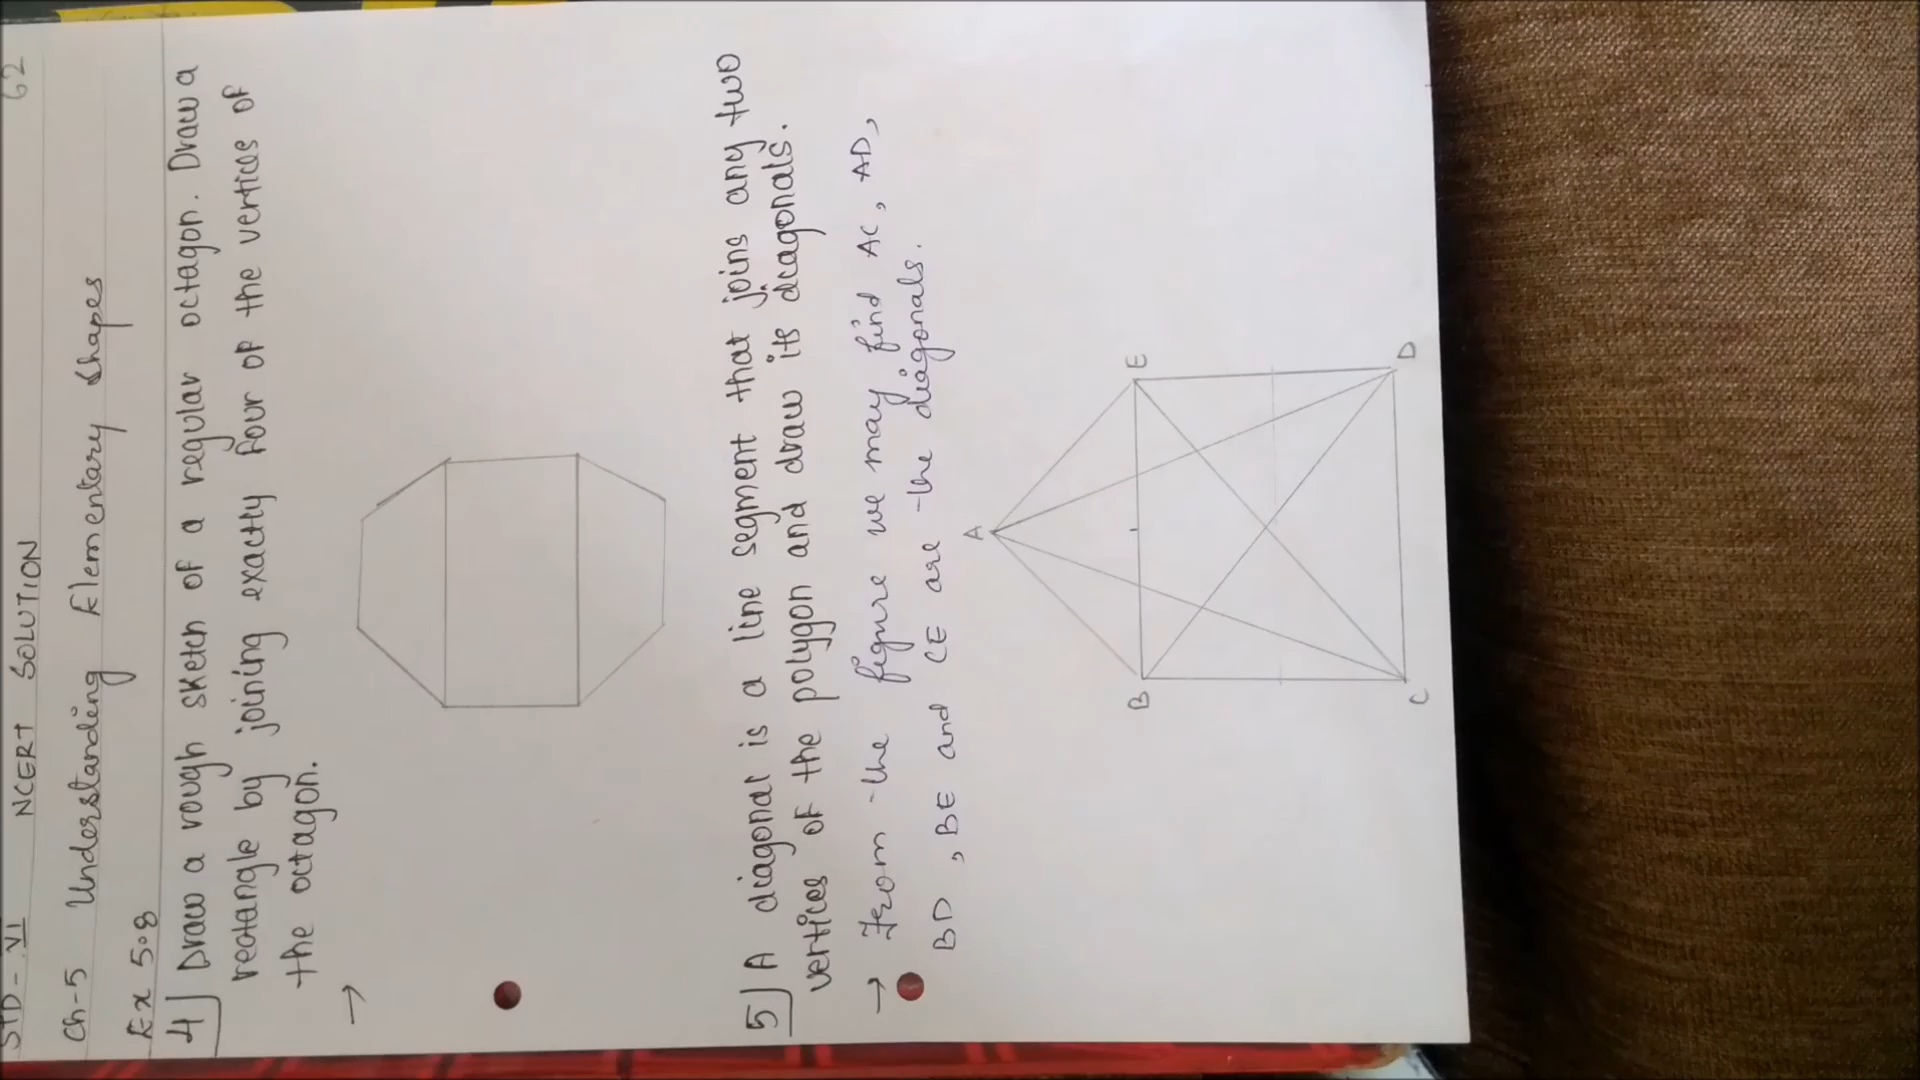 STD - VI NCERT SOLUTION 62
Ch-5 Understanding Elementary Shapes
Ex 5.8
4] Draw a rough sketch of a regular octagon. Draw a
rectangle by joining exactly four of the vertices of
the octagon.
→
5] A diagonal is a line segment that joins any two
vertices of the polygon and draw its diagonals.
→ From the figure we may find AC, AD,
BD, BE and CE are the diagonals.
A
B E
C D